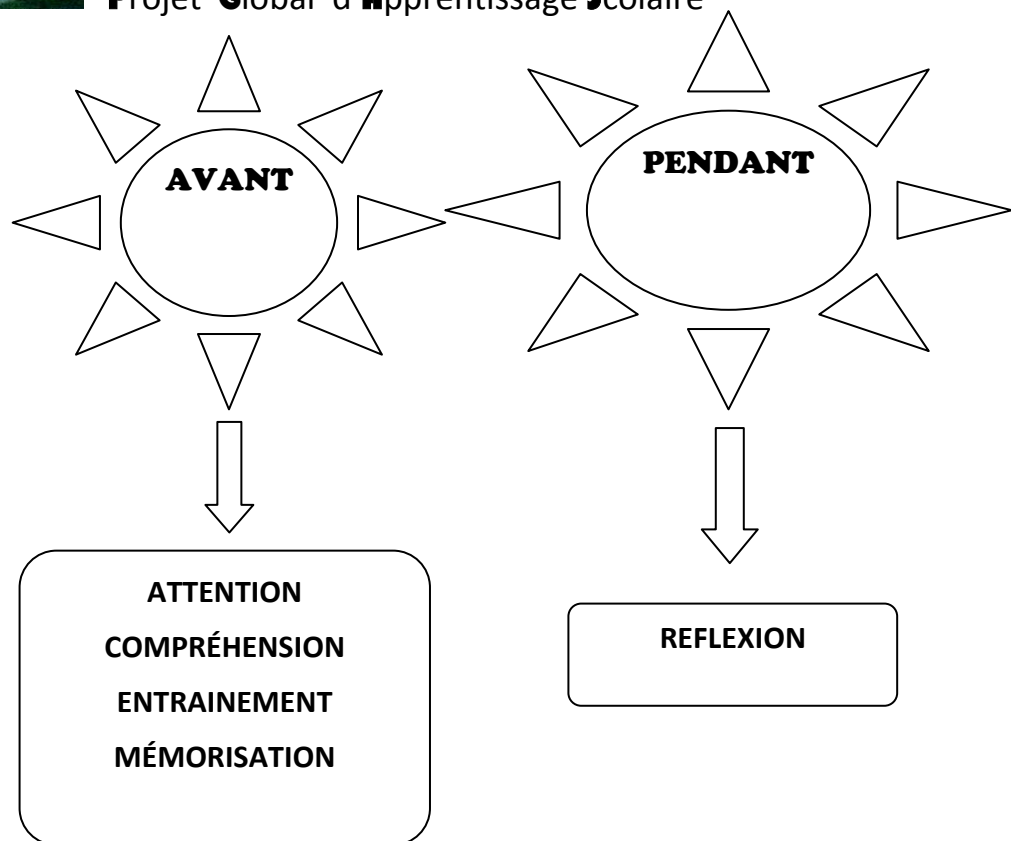 Projet Global d'Apprentissage Scolaire
AVANT
PENDANT
ATTENTION
COMPRÉHENSION
ENTRAINEMENT
MÉMORISATION
REFLEXION